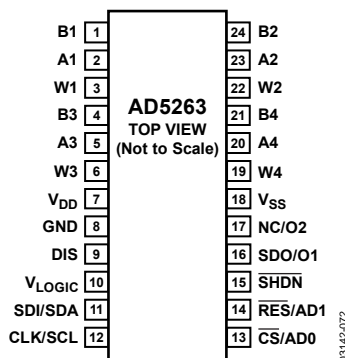 B1 1 24 B2
A1 2 23 A2
W1 3 22 W2
B3 4 AD5263 21 B4
A3 5 TOP VIEW 20 A4
(Not to Scale)
W3 6 19 W4
VDD 7 18 VSS
GND 8 17 NC/O2
DIS 9 16 SDO/O1
VLOGIC 10 15 SHDN
SDI/SDA 11 14 RES/AD1
CLK/SCL 12 13 CS/AD0
03142-072